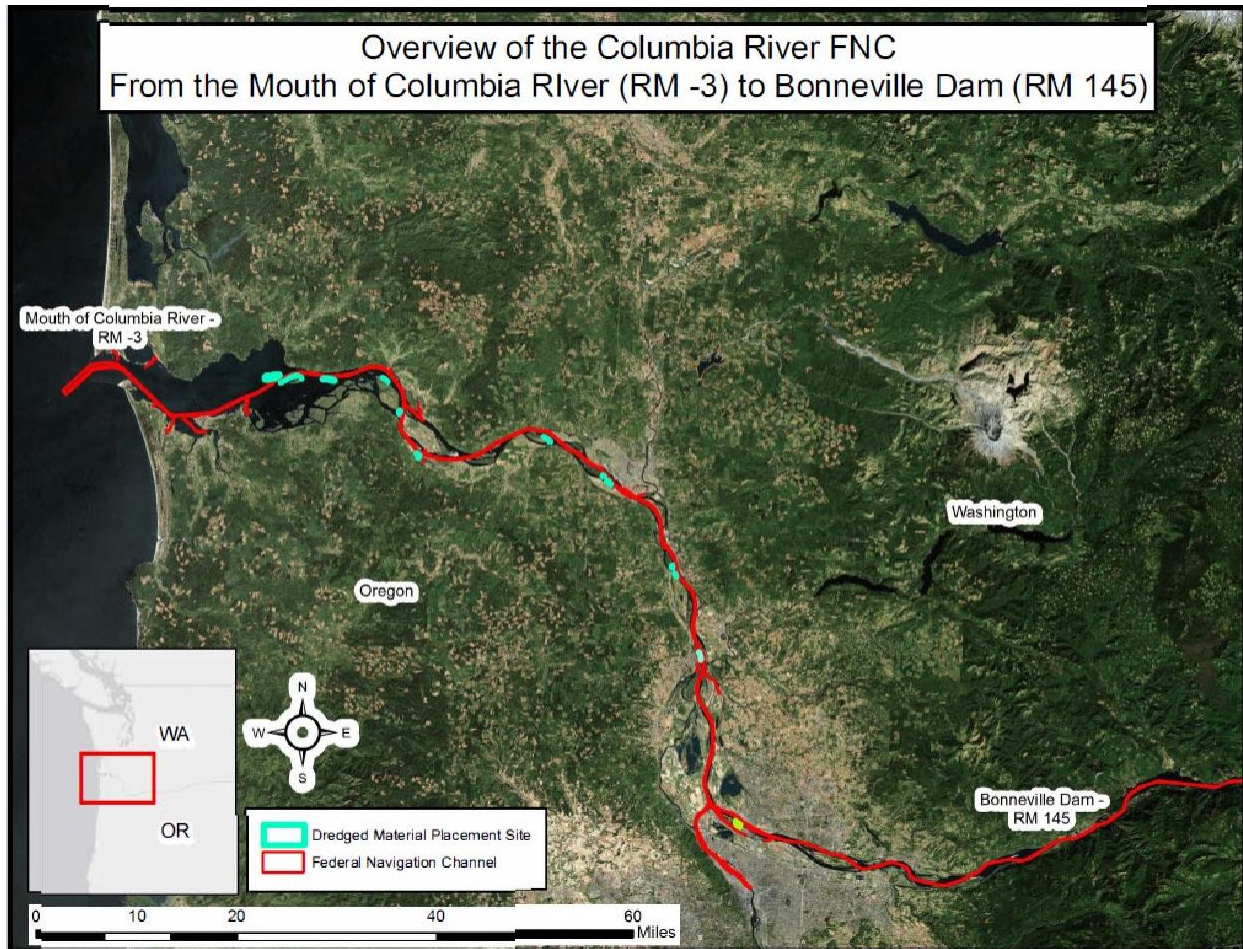 Overview of the Columbia River FNC
From the Mouth of Columbia RIver (RM -3) to Bonneville Dam (RM 145)
Mouth of Columbia River -
RM -3
Washington
Oregon
N
W
E
S
WA
OR
Bonneville Dam -
RM 145
Dredged Material Placement Site
Federal Navigation Channel
0 10 20 40 60
Miles